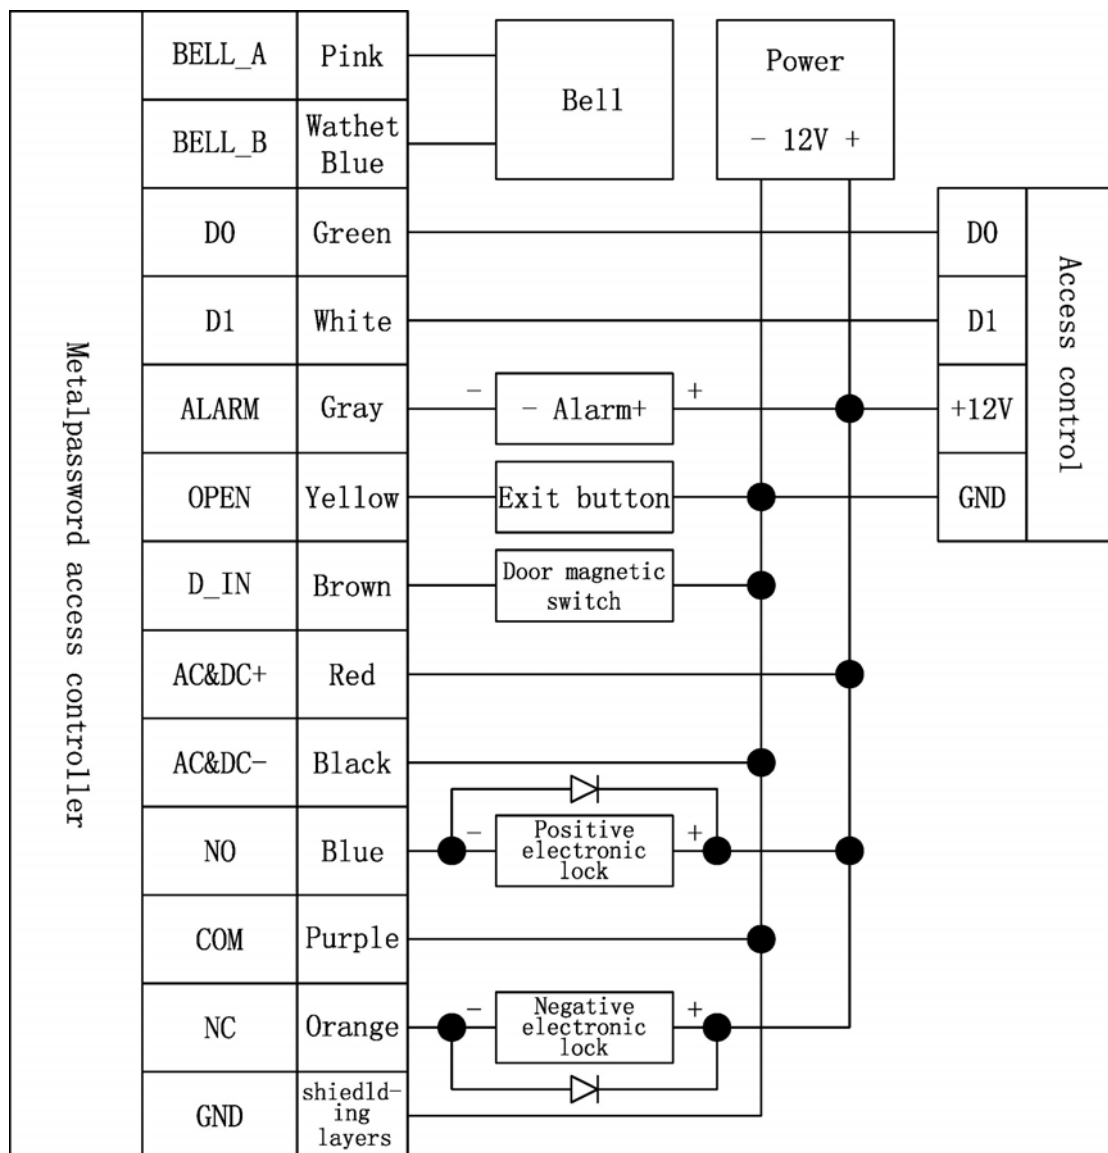 BELL_A Pink
Bell
Power
- 12V +
BELL_B Wathet
Blue
D0 Green D0
D1 White D1
ALARM Gray - - Alarm+ + +12V
OPEN Yellow Exit button GND
D_IN Brown Door magnetic
switch
AC&DC+ Red
AC&DC- Black
NO Blue - Positive +
electronic
lock
COM Purple
NC Orange - Negative +
electronic
lock
GND shiedld-
ing
layers
Metalpassword access controller
Access control